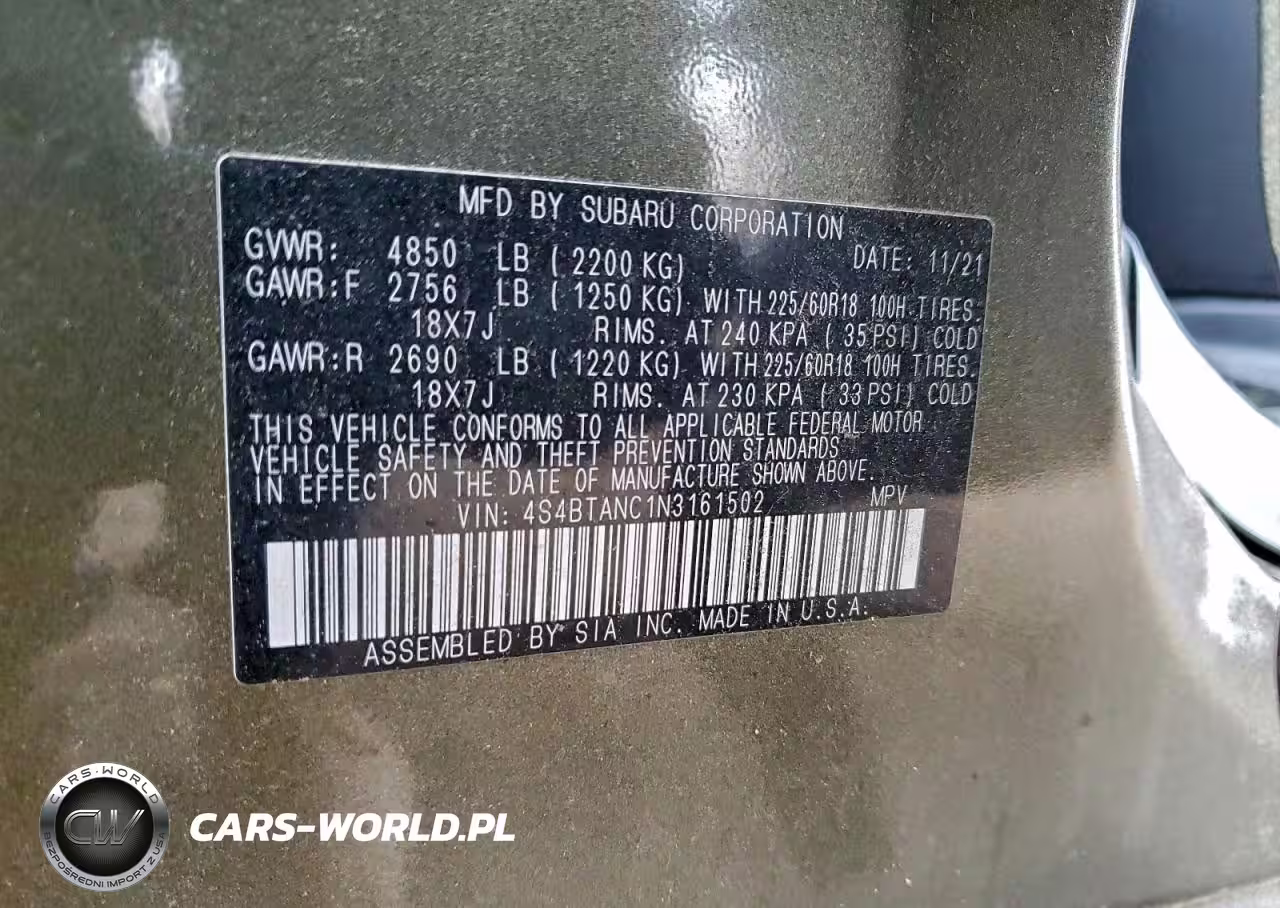 MFD BY SUBARU CORPORATION
GVWR: 4850 LB ( 2200 KG) DATE: 11/21
GAWR:F 2756 LB ( 1250 KG) WITH 225/60R18 100H TIRES.
18X7J RIMS. AT 240 KPA ( 35 PSI) COLD
GAWR:R 2690 LB ( 1220 KG) WITH 225/60R18 100H TIRES.
18X7J RIMS. AT 230 KPA ( 33 PSI) COLD
THIS VEHICLE CONFORMS TO ALL APPLICABLE FEDERAL MOTOR
VEHICLE SAFETY AND THEFT PREVENTION STANDARDS
IN EFFECT ON THE DATE OF MANUFACTURE SHOWN ABOVE.
VIN: 4S4BTANC1N3161502 MPV
ASSEMBLED BY SIA INC. MADE IN U.S.A.
CARS-WORLD
CW
BEZPOŚREDNI IMPORT Z USA
CARS-WORLD.PL